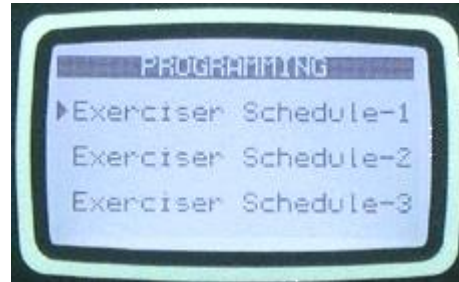 PROGRAMMING
Exerciser Schedule-1
Exerciser Schedule-2
Exerciser Schedule-3